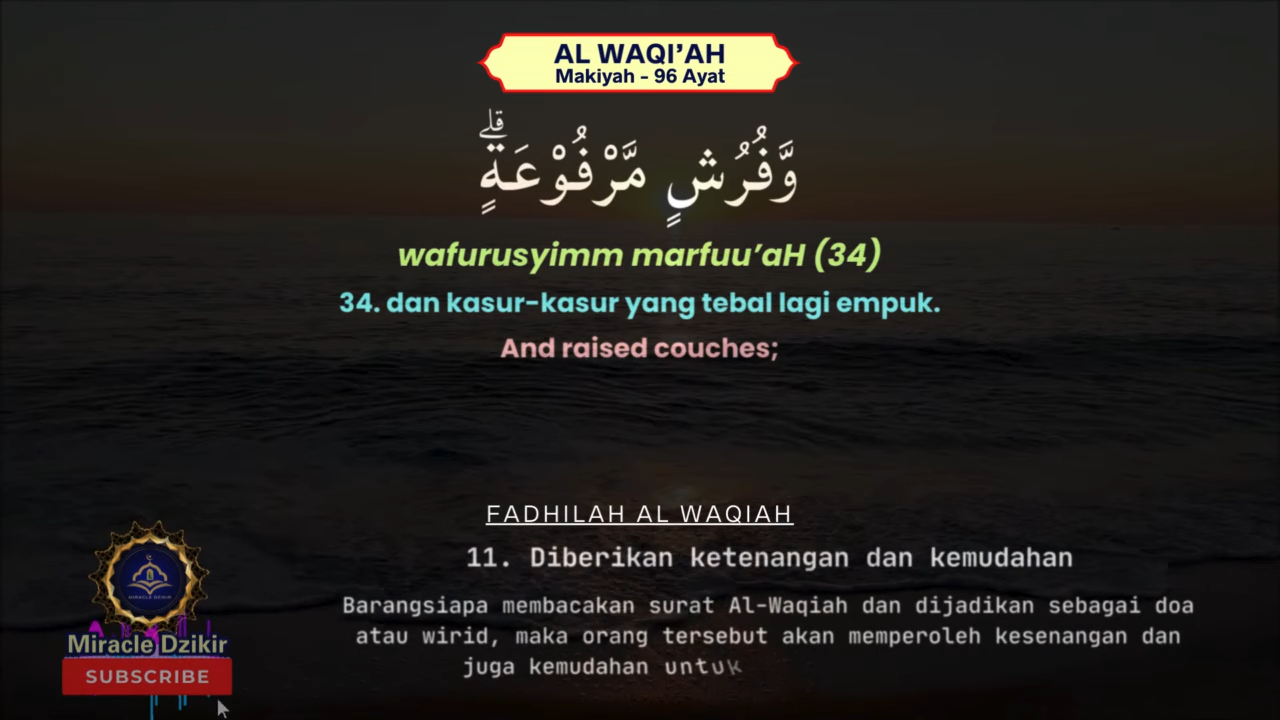 AL WAQI’AH
Makiyah - 96 Ayat
وَّفُرُشٍ مَّرْفُوْعَةٍۗ
wafurusyimm marfuu’aH (34)
34. dan kasur-kasur yang tebal lagi empuk.
And raised couches;
FADHILAH AL WAQIAH
11. Diberikan ketenangan dan kemudahan
Barangsiapa membacakan surat Al-Waqiah dan dijadikan sebagai doa
atau wirid, maka orang tersebut akan memperoleh kesenangan dan
juga kemudahan untuk
MIRACLE DZIKIR
Miracle Dzikir
SUBSCRIBE